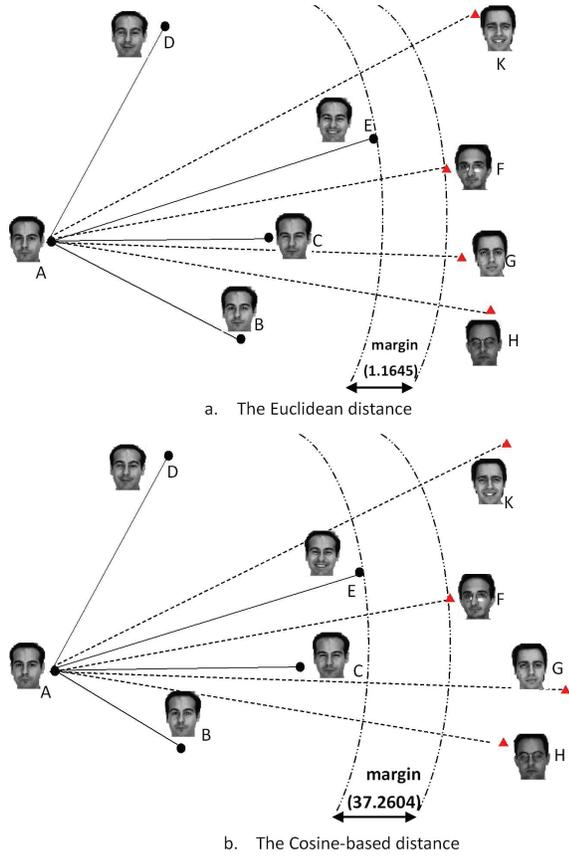 D
K
E
F
C
A
G
B
H
margin
(1.1645)
a. The Euclidean distance
D
K
E
F
C
G
A
B
H
margin
(37.2604)
b. The Cosine-based distance